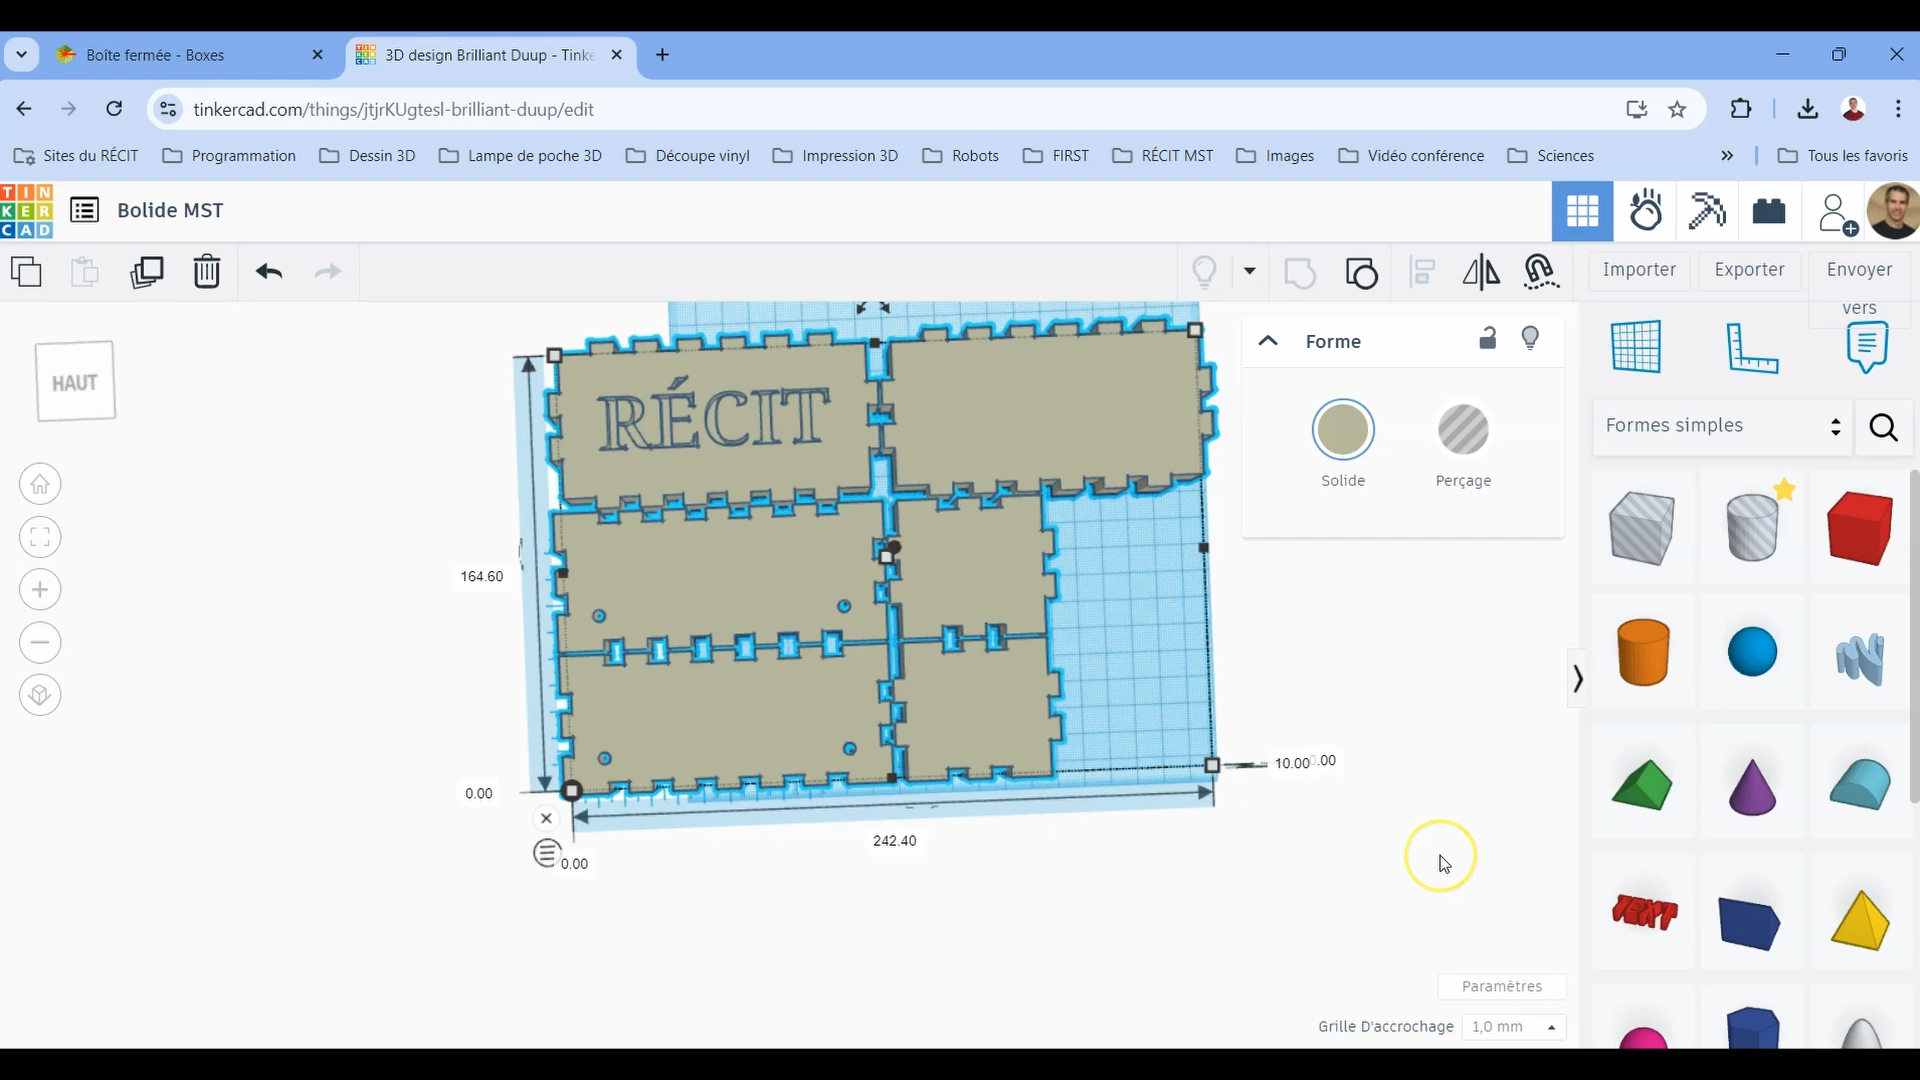 Boîte fermée - Boxes
3D design Brilliant Duup - Tinke
tinkercad.com/things/jtjrKUgtesl-brilliant-duup/edit
Sites du RÉCIT
Programmation
Dessin 3D
Lampe de poche 3D
Découpe vinyl
Impression 3D
Robots
FIRST
RÉCIT MST
Images
Vidéo conférence
Sciences
Tous les favoris
TIN
KER
CAD
Bolide MST
Importer
Exporter
Envoyer
vers
HAUT
RÉCIT
Forme
Solide
Perçage
Formes simples
164.60
0.00
10.00
0.00
242.40
0.00
TEXT
Paramètres
Grille D'accrochage
1,0 mm